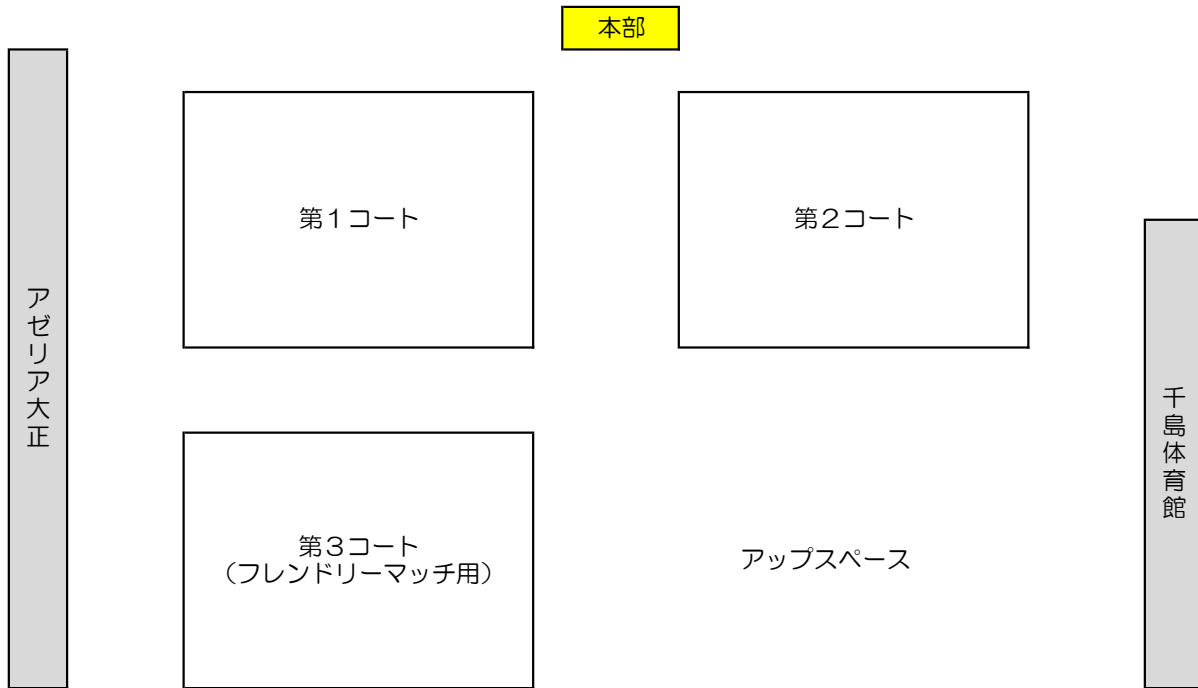 本部
第1コート
第2コート
アゼリア大正
千島体育館
第3コート
（フレンドリーマッチ用）
アップスペース